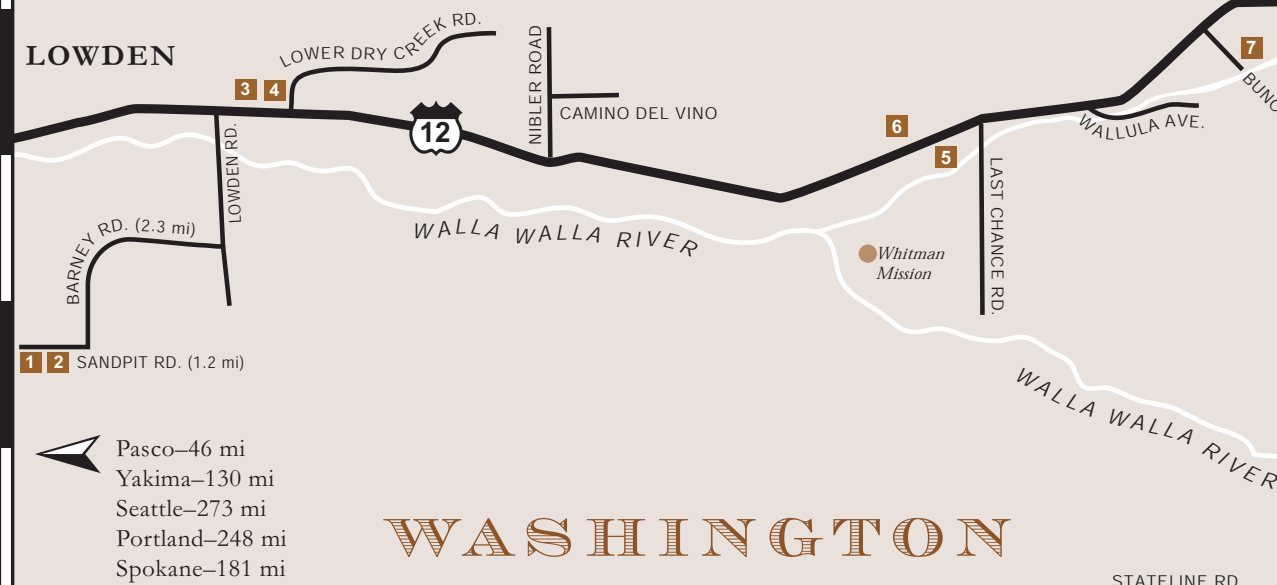 LOWDEN
LOWER DRY CREEK RD.
3 4
12
NIBLER ROAD
CAMINO DEL VINO
6
5
7
WALLULA AVE.
LOWDEN RD.
BARNEY RD. (2.3 mi)
WALLA WALLA RIVER
Whitman
Mission
LAST CHANCE RD.
1 2 SANDPIT RD. (1.2 mi)
WALLA WALLA RIVER
Pasco–46 mi
Yakima–130 mi
Seattle–273 mi
Portland–248 mi
Spokane–181 mi
WASHINGTON
STATELINE RD